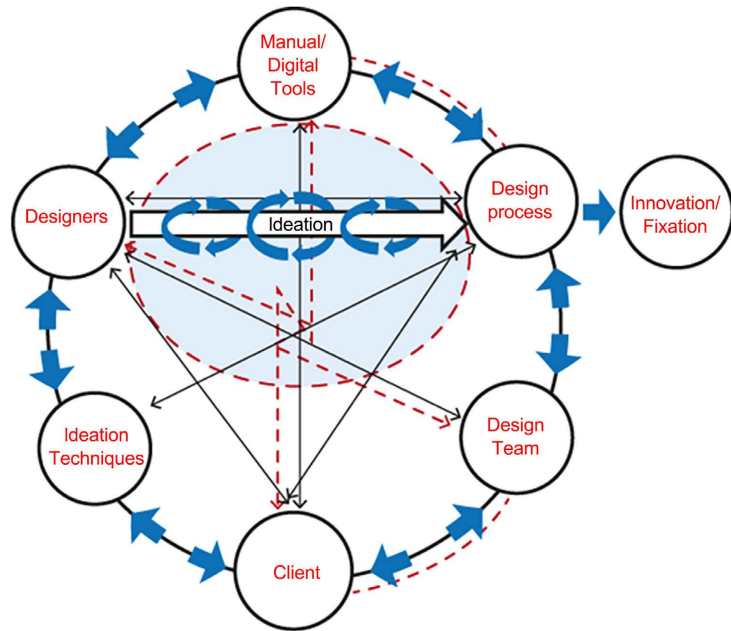 Manual/
Digital
Tools
Designers
Ideation
Design
process
Innovation/
Fixation
Ideation
Techniques
Design
Team
Client